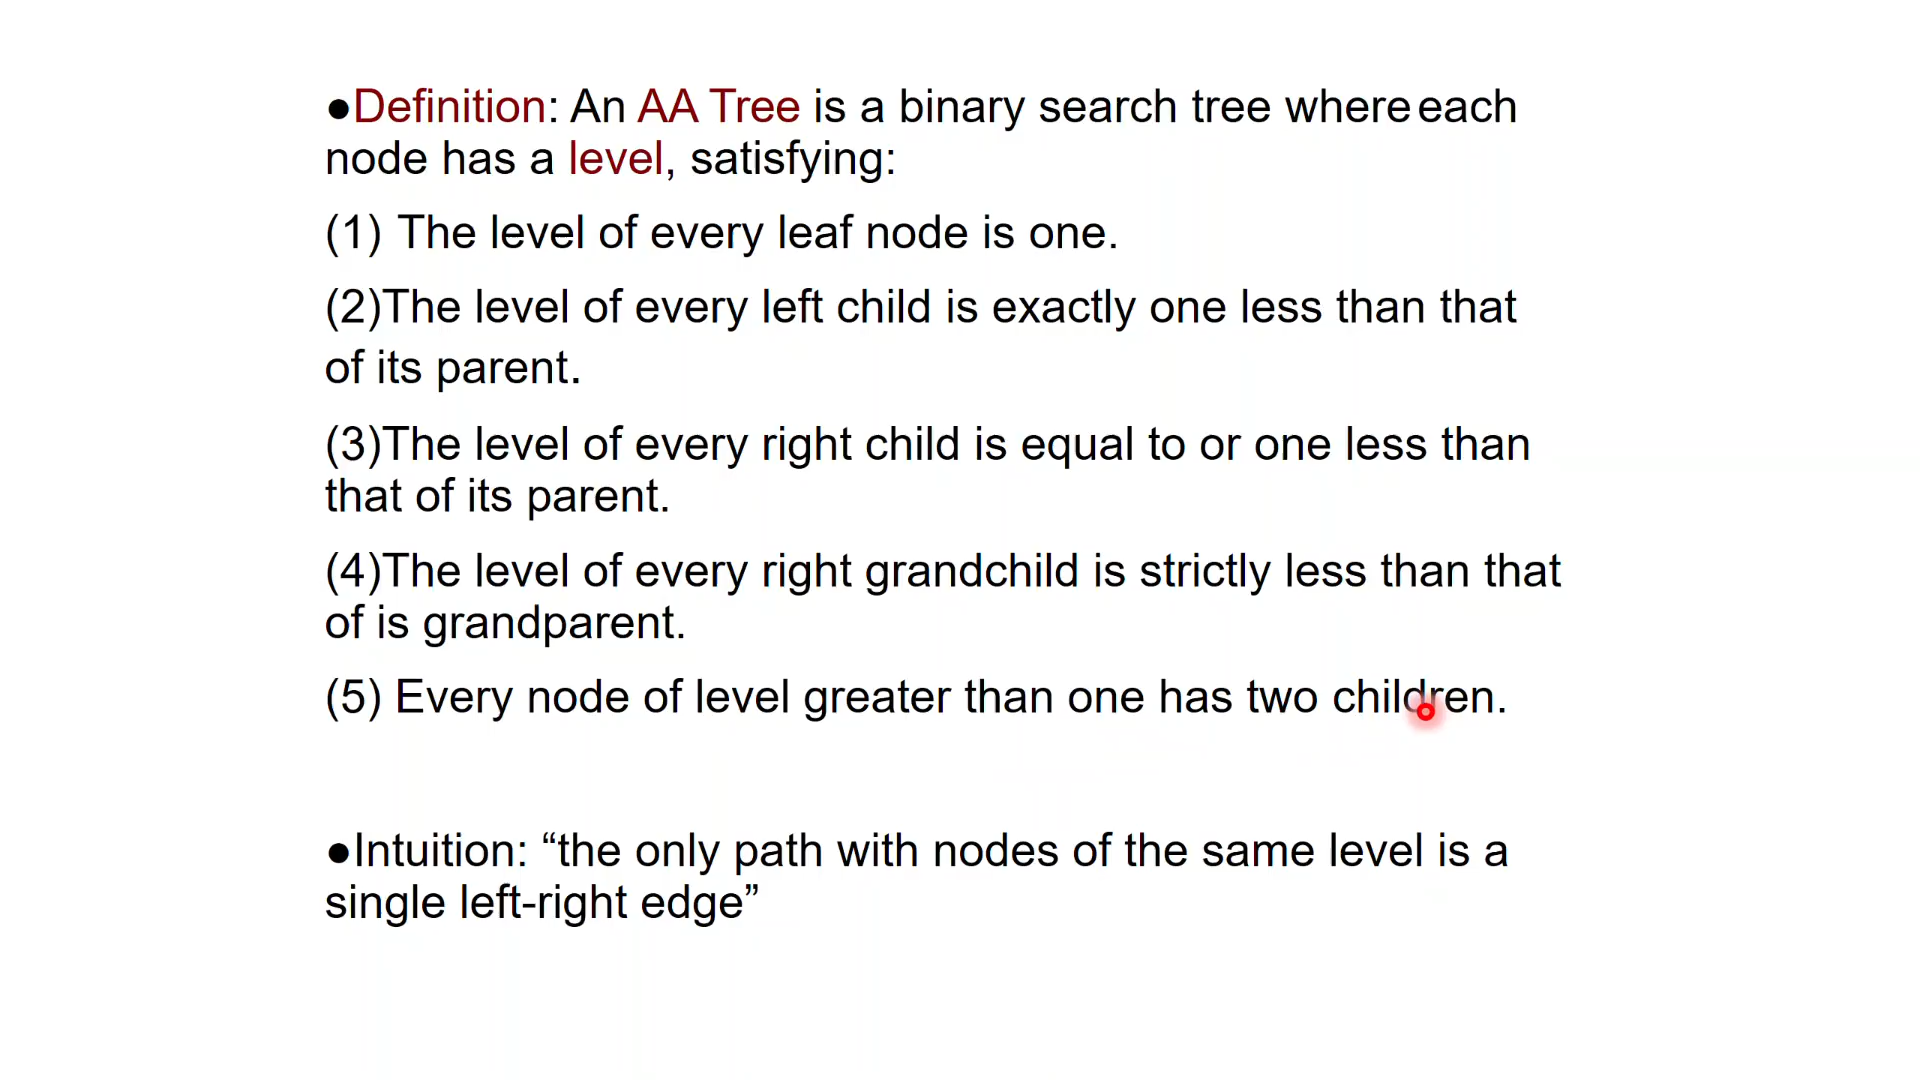 ●Definition: An AA Tree is a binary search tree where each
node has a level, satisfying:
(1) The level of every leaf node is one.
(2)The level of every left child is exactly one less than that
of its parent.
(3)The level of every right child is equal to or one less than
that of its parent.
(4)The level of every right grandchild is strictly less than that
of is grandparent.
(5) Every node of level greater than one has two children.
●Intuition: “the only path with nodes of the same level is a
single left-right edge”